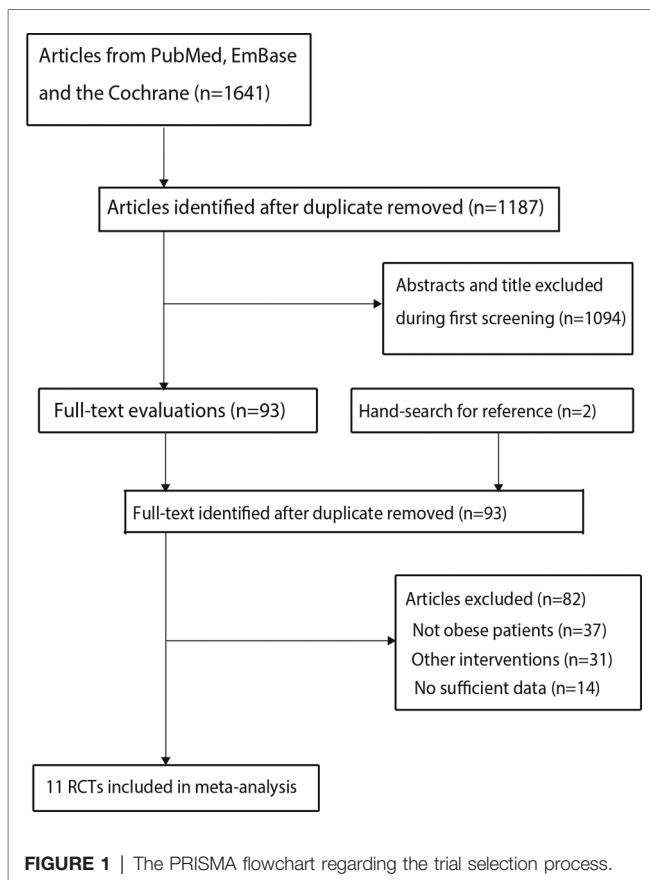 Articles from PubMed, EmBase
and the Cochrane (n=1641)
Articles identified after duplicate removed (n=1187)
Abstracts and title excluded
during first screening (n=1094)
Full-text evaluations (n=93)
Hand-search for reference (n=2)
Full-text identified after duplicate removed (n=93)
Articles excluded (n=82)
Not obese patients (n=37)
Other interventions (n=31)
No sufficient data (n=14)
11 RCTs included in meta-analysis
FIGURE 1 | The PRISMA flowchart regarding the trial selection process.